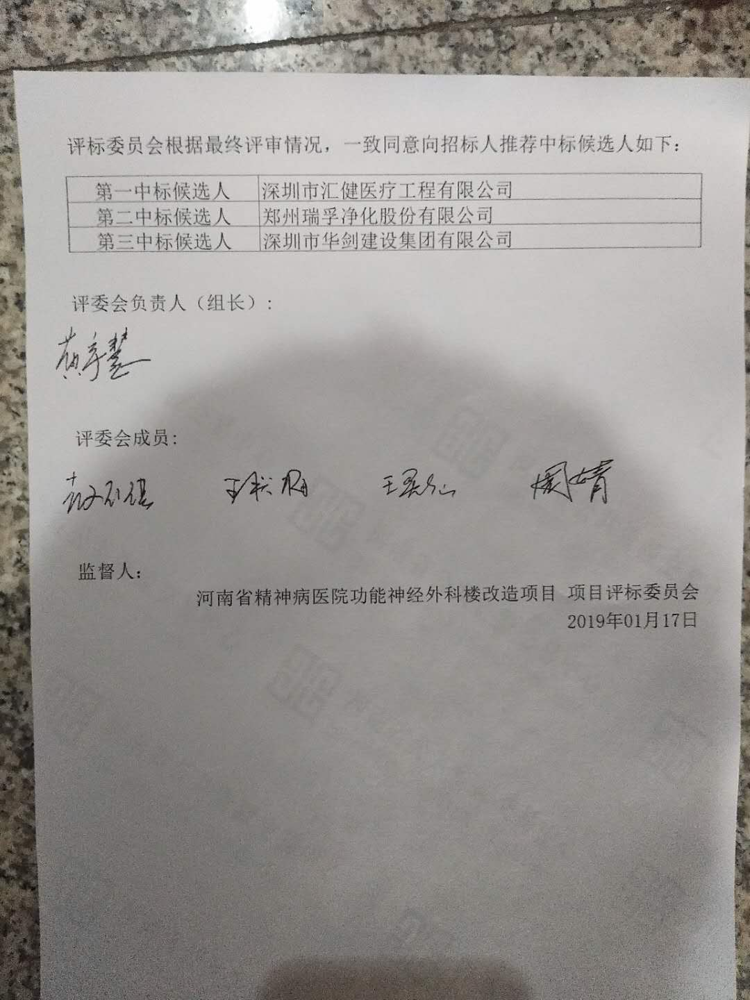 评标委员会根据最终评审情况，一致同意向招标人推荐中标候选人如下：
第一中标候选人 深圳市汇健医疗工程有限公司
第二中标候选人 郑州瑞孚净化股份有限公司
第三中标候选人 深圳市华剑建设集团有限公司
评委会负责人（组长）:
评委会成员:
周婧
监督人：
河南省精神病医院功能神经外科楼改造项目 项目评标委员会
2019年01月17日